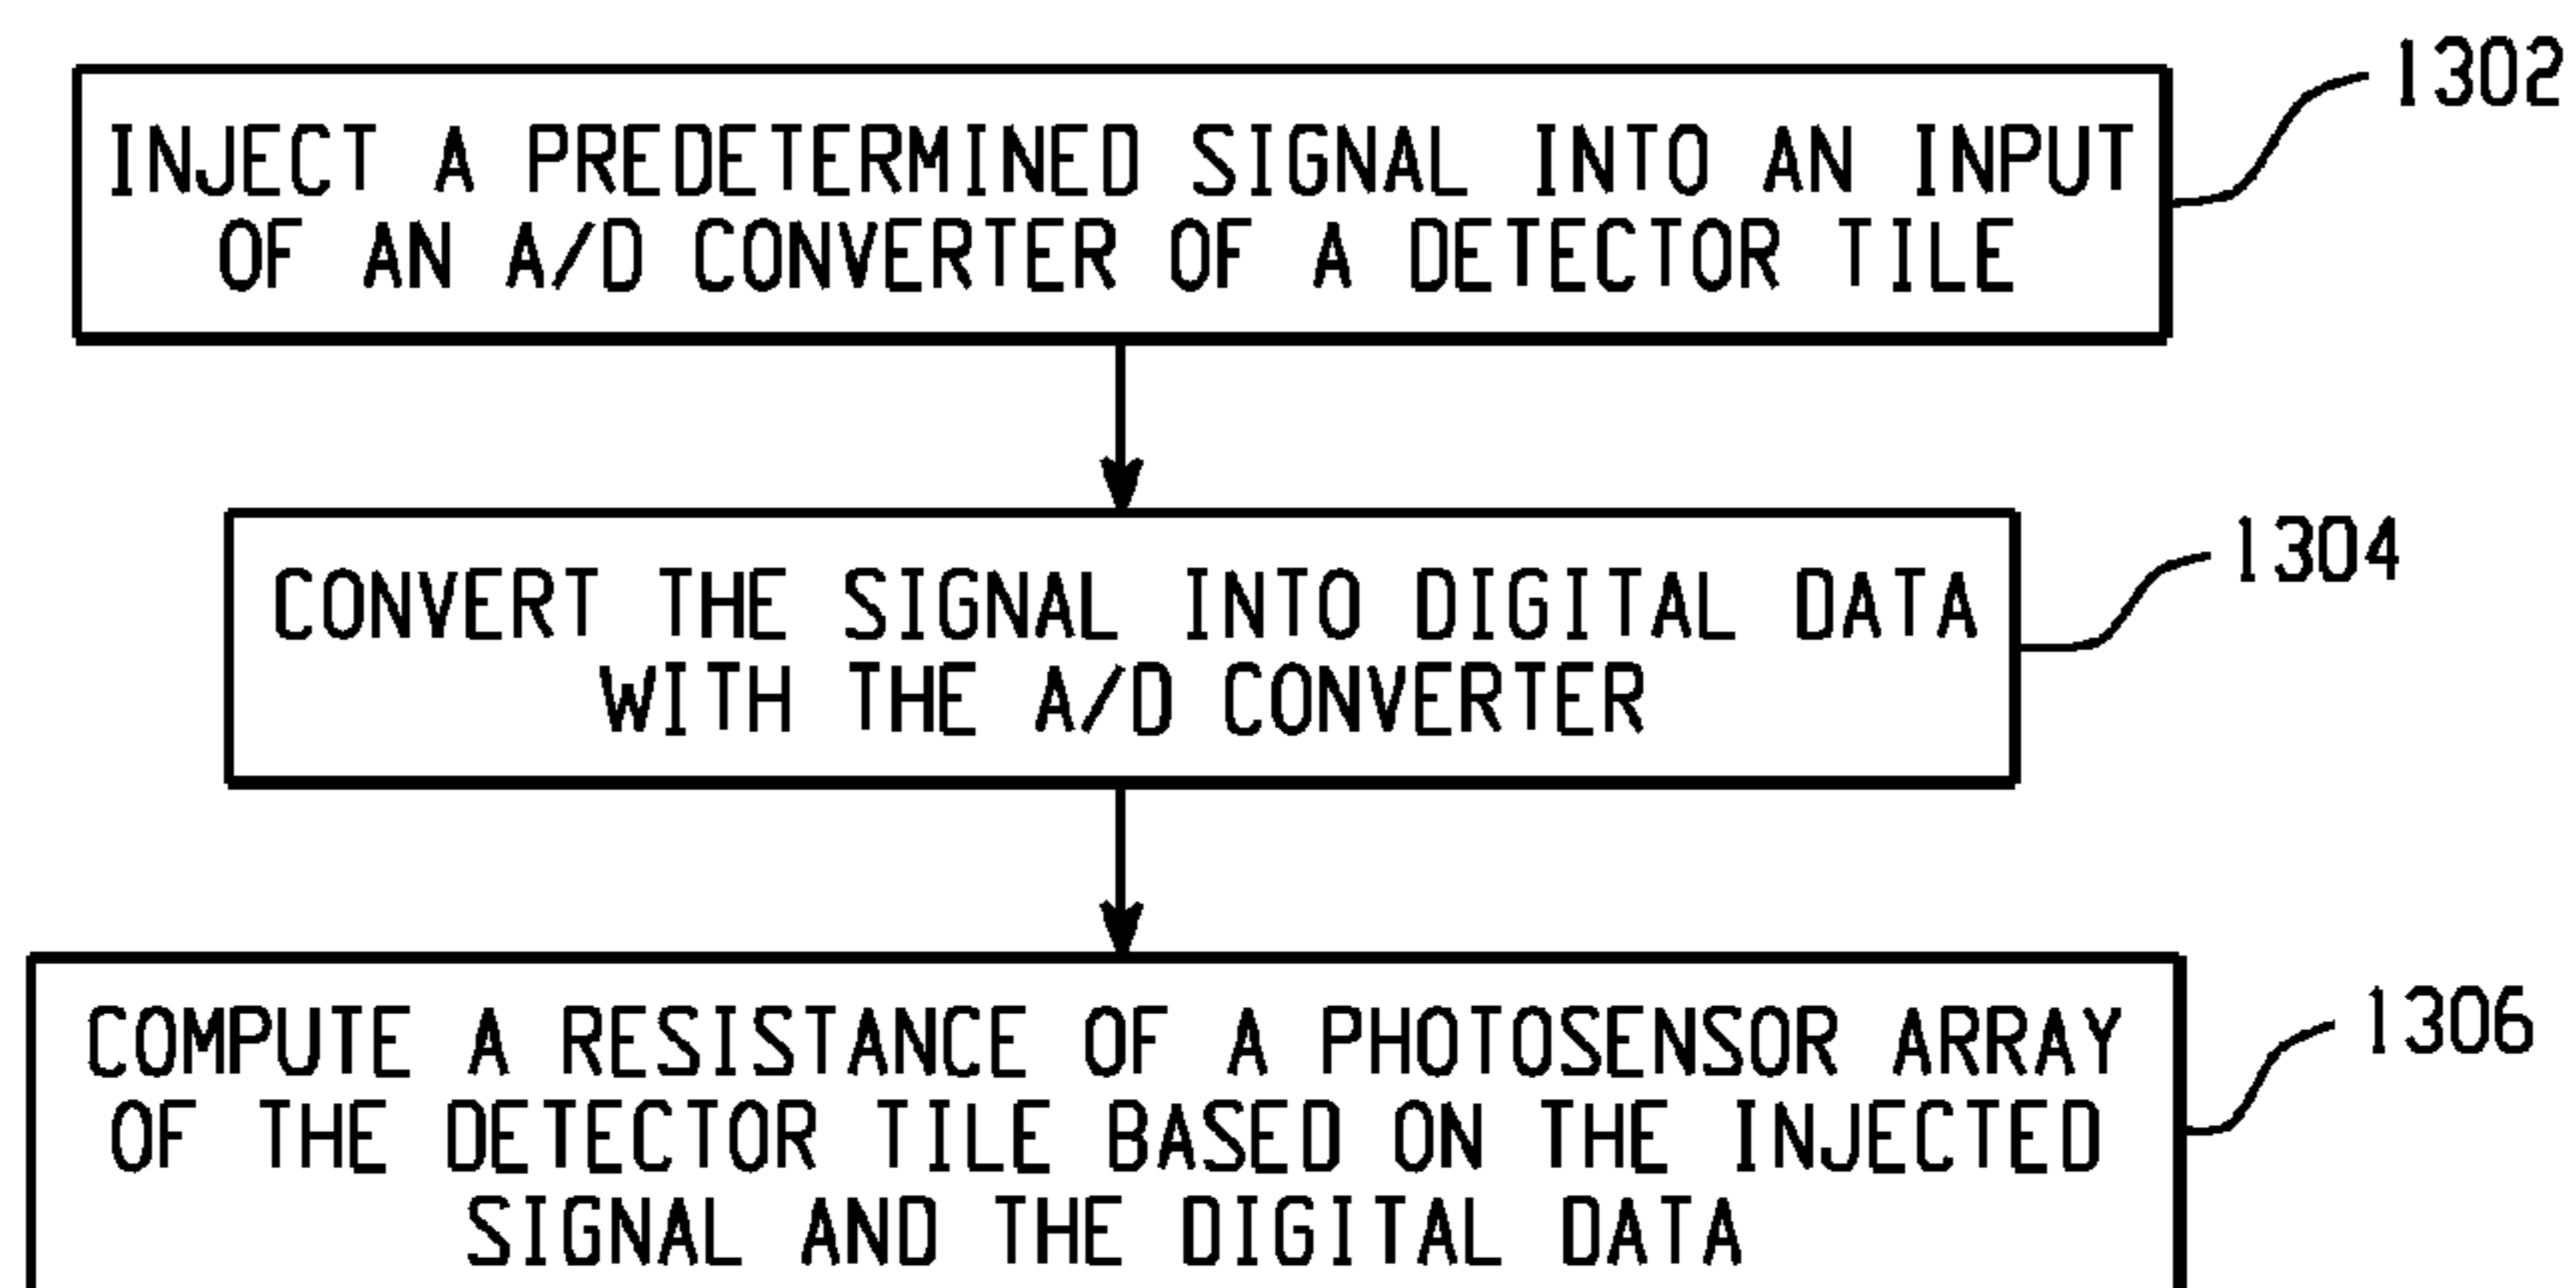 1302
INJECT A PREDETERMINED SIGNAL INTO AN INPUT
OF AN A/D CONVERTER OF A DETECTOR TILE
1304
CONVERT THE SIGNAL INTO DIGITAL DATA
WITH THE A/D CONVERTER
1306
COMPUTE A RESISTANCE OF A PHOTOSENSOR ARRAY
OF THE DETECTOR TILE BASED ON THE INJECTED
SIGNAL AND THE DIGITAL DATA